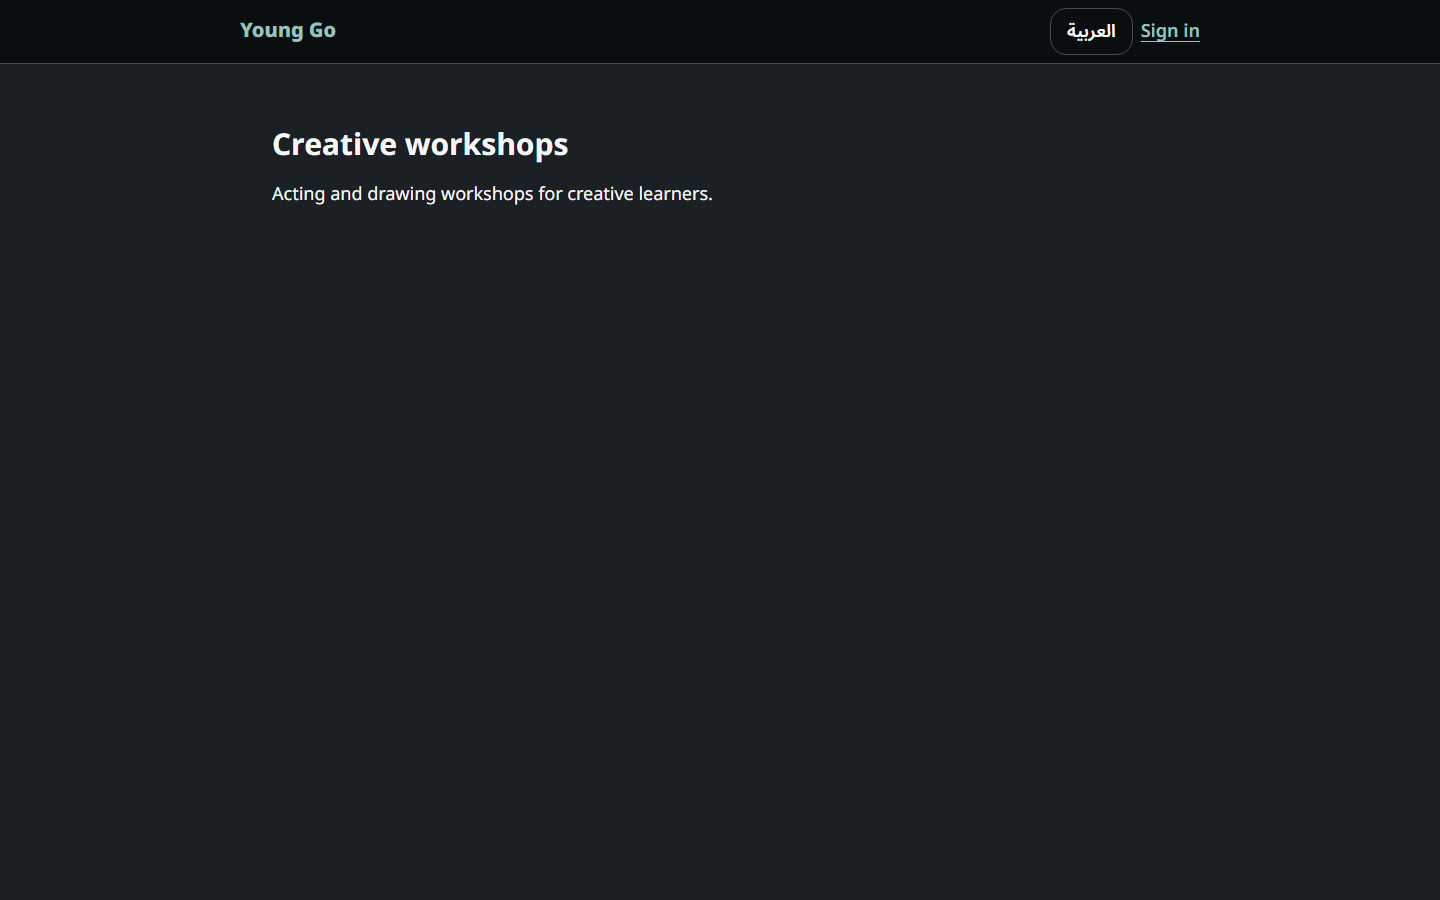 Young Go
العربية
Sign in
Creative workshops
Acting and drawing workshops for creative learners.